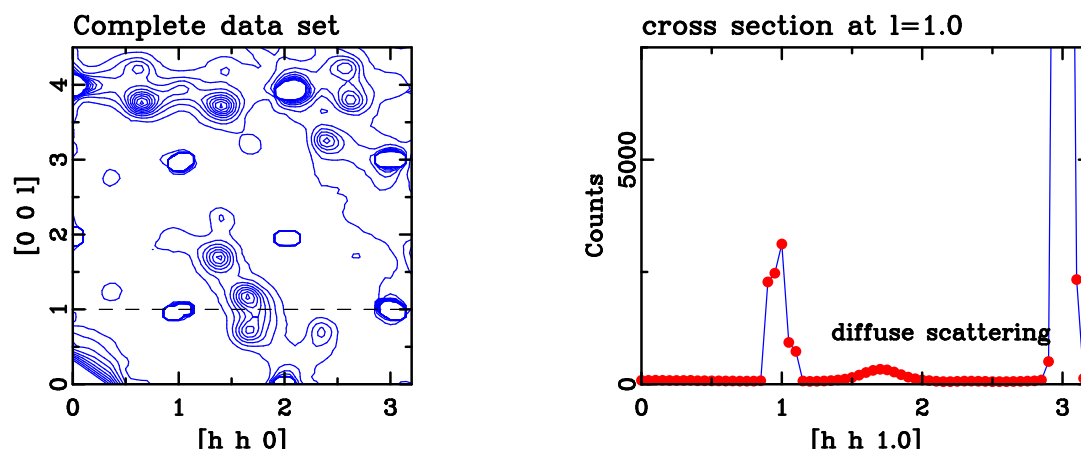 Complete data set
[0 0 l]
4
3
2
1
0
0 1 2 3
[h h 0]
cross section at l=1.0
Counts
5000
0
diffuse scattering
0 1 2 3
[h h 1.0]